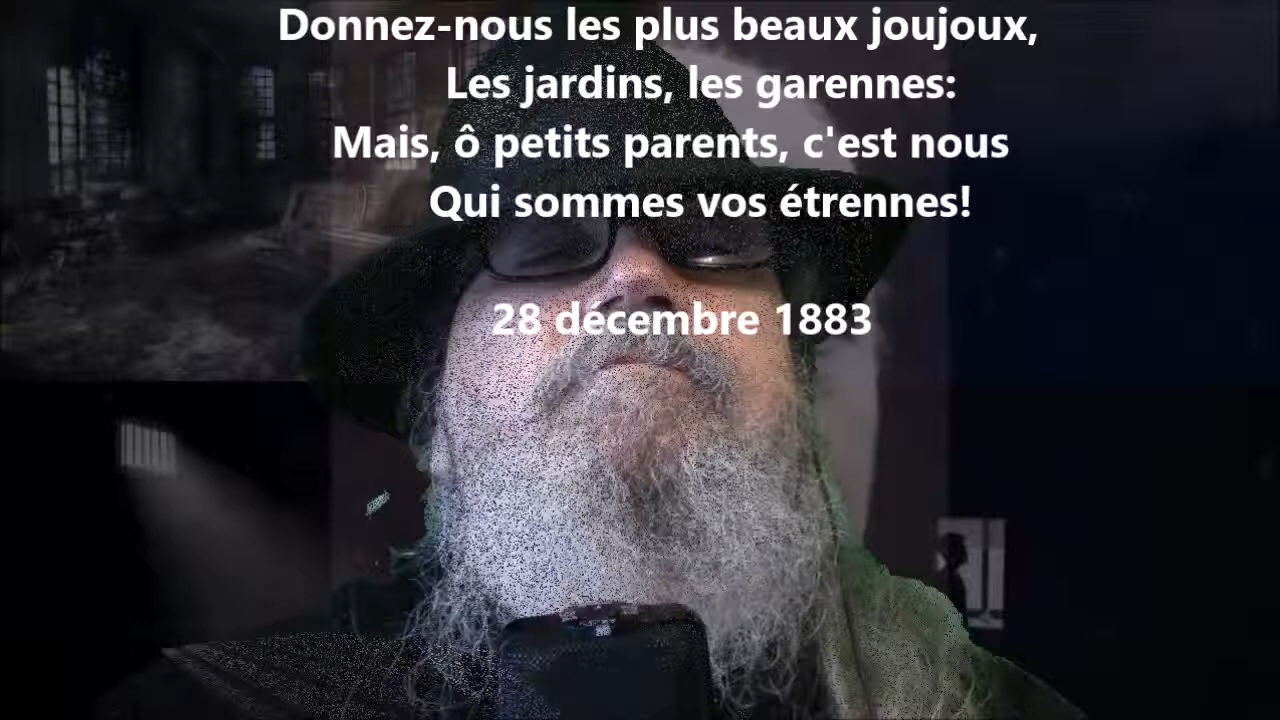 Donnez-nous les plus beaux joujoux,
Les jardins, les garennes:
Mais, ô petits parents, c'est nous
Qui sommes vos étrennes!
28 décembre 1883